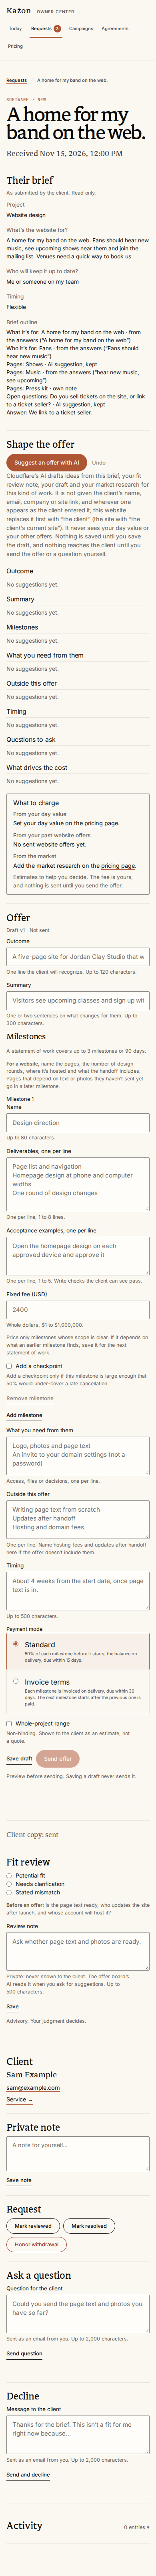 Kazon OWNER CENTER
Today Requests 1 Campaigns Agreements
Pricing
Requests A home for my band on the web.
SOFTWARE · NEW
A home for my
band on the web.
Received Nov 15, 2026, 12:00 PM
Their brief
As submitted by the client. Read only.
Project
Website design
What's the website for?
A home for my band on the web. Fans should hear new
music, see upcoming shows near them and join the
mailing list. Venues need a quick way to book us.
Who will keep it up to date?
Me or someone on my team
Timing
Flexible
Brief outline
What it's for: A home for my band on the web · from
the answers (“A home for my band on the web”)
Who it's for: Fans · from the answers (“Fans should
hear new music”)
Pages: Shows · AI suggestion, kept
Pages: Music · from the answers (“hear new music,
see upcoming”)
Pages: Press kit · own note
Open questions: Do you sell tickets on the site, or link
to a ticket seller? · AI suggestion, kept
Answer: We link to a ticket seller.
Shape the offer
Suggest an offer with AI Undo
Cloudflare's AI drafts ideas from this brief, your fit
review note, your draft and your market research for
this kind of work. It is not given the client's name,
email, company or site link, and wherever one
appears as the client entered it, this website
replaces it first with “the client” (the site with “the
client's current site”). It never sees your day value or
your other offers. Nothing is saved until you save
the draft, and nothing reaches the client until you
send the offer or a question yourself.
Outcome
No suggestions yet.
Summary
No suggestions yet.
Milestones
No suggestions yet.
What you need from them
No suggestions yet.
Outside this offer
No suggestions yet.
Timing
No suggestions yet.
Questions to ask
No suggestions yet.
What drives the cost
No suggestions yet.
What to charge
From your day value
Set your day value on the pricing page.
From your past website offers
No sent website offers yet.
From the market
Add the market research on the pricing page.
Estimates to help you decide. The fee is yours,
and nothing is sent until you send the offer.
Offer
Draft v1 · Not sent
Outcome
A five-page site for Jordan Clay Studio that w
One line the client will recognize. Up to 120 characters.
Summary
Visitors see upcoming classes and sign up wit
One or two sentences on what changes for them. Up to
300 characters.
Milestones
A statement of work covers up to 3 milestones or 90 days.
For a website, name the pages, the number of design
rounds, where it's hosted and what the handoff includes.
Pages that depend on text or photos they haven't sent yet
go in a later milestone.
Milestone 1
Name
Design direction
Up to 80 characters.
Deliverables, one per line
Page list and navigation
Homepage design at phone and computer
widths
One round of design changes
One per line, 1 to 8 lines.
Acceptance examples, one per line
Open the homepage design on each
approved device and approve it
One per line, 1 to 5. Write checks the client can see pass.
Fixed fee (USD)
2400
Whole dollars, $1 to $1,000,000.
Price only milestones whose scope is clear. If it depends on
what an earlier milestone finds, save it for the next
statement of work.
Add a checkpoint
Add a checkpoint only if this milestone is large enough that
50% would under-cover a late cancellation.
Remove milestone
Add milestone
What you need from them
Logo, photos and page text
An invite to your domain settings (not a
password)
Access, files or decisions, one per line.
Outside this offer
Writing page text from scratch
Updates after handoff
Hosting and domain fees
One per line. Name hosting fees and updates after handoff
here if the offer doesn't include them.
Timing
About 4 weeks from the start date, once page
text is in.
Up to 500 characters.
Payment mode
Standard
50% of each milestone before it starts, the balance on
delivery, due within 15 days.
Invoice terms
Each milestone is invoiced on delivery, due within 30
days. The next milestone starts after the previous one is
paid.
Whole-project range
Non-binding. Shown to the client as an estimate, not
a quote.
Save draft Send offer
Preview before sending. Saving a draft never sends it.
Client copy: sent
Fit review
Potential fit
Needs clarification
Stated mismatch
Before an offer: is the page text ready, who updates the site
after launch, and whose account will host it?
Review note
Ask whether page text and photos are ready.
Private: never shown to the client. The offer board's
AI reads it when you ask for suggestions. Up to
500 characters.
Save
Advisory. Your judgment decides.
Client
Sam Example
sam@example.com
Service →
Private note
A note for yourself…
Save note
Request
Mark reviewed Mark resolved
Honor withdrawal
Ask a question
Question for the client
Could you send the page text and photos you
have so far?
Sent as an email from you. Up to 2,000 characters.
Send question
Decline
Message to the client
Thanks for the brief. This isn't a fit for me
right now because…
Sent as an email from you. Up to 2,000 characters.
Send and decline
Activity 0 entries